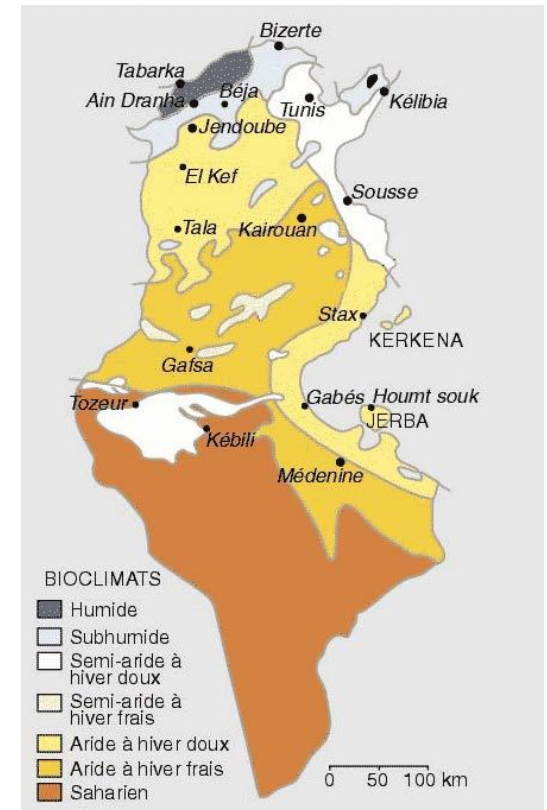 Bizerte
Tabarka
Béja
Ain Dranha
Tunis
Kélibia
Jendoube
El Kef
Sousse
Tala
Kairouan
Stax
KERKENA
Gafsa
Tozeur
Gabés
Houmt souk
JERBA
Kébili
Médenine
BIOCLIMATS
Humide
Subhumide
Semi-aride à
hiver doux
Semi-aride à
hiver frais
Aride à hiver doux
Aride à hiver frais
Saharien
0 50 100 km